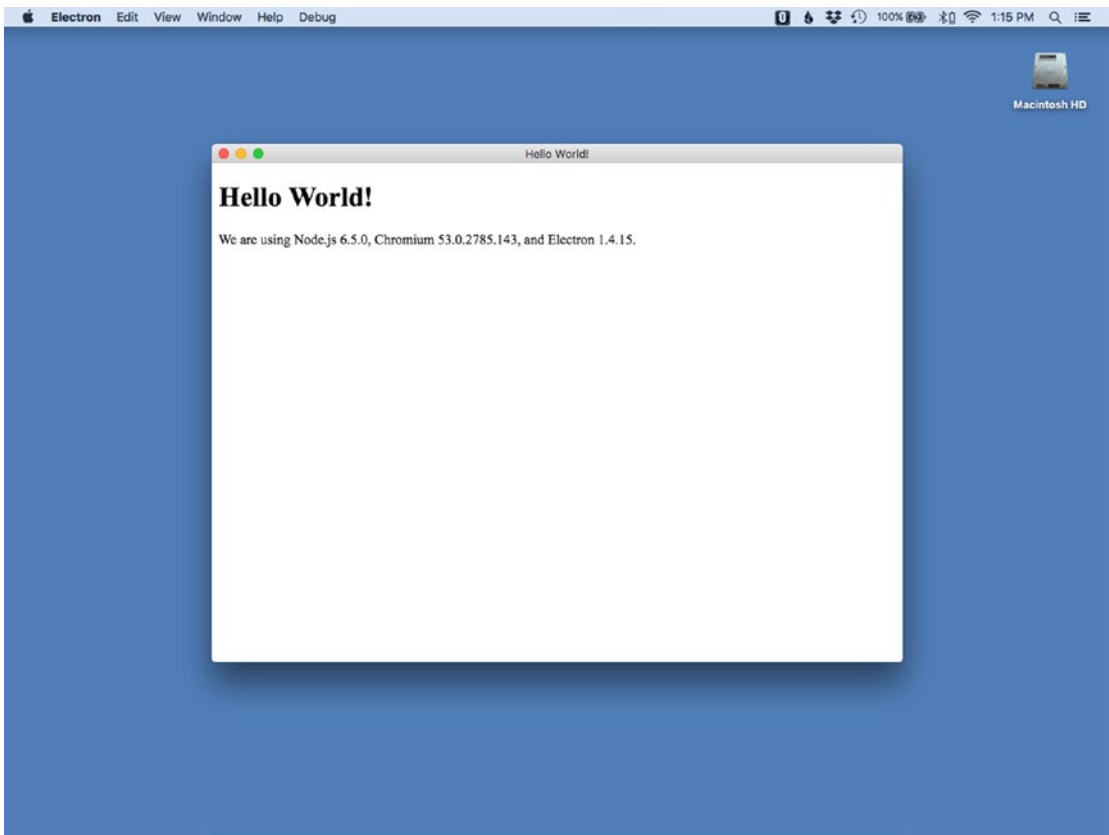 Electron Edit View Window Help Debug 100% 1:15 PM
Macintosh HD
Hello World!
Hello World!
We are using Node.js 6.5.0, Chromium 53.0.2785.143, and Electron 1.4.15.